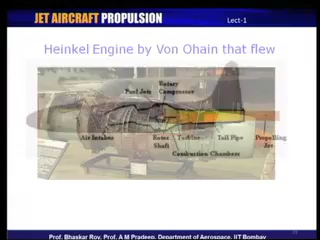 JET AIRCRAFT PROPULSION
Lect-1
Heinkel Engine by Von Ohain that flew
Rotary
Fuel Jets Compressor
Air Intakes Rotor Turbine Tail Pipe Propelling
Shaft Jet
Combustion Chambers
Prof. Bhaskar Roy, Prof. A M Pradeep, Department of Aerospace, IIT Bombay